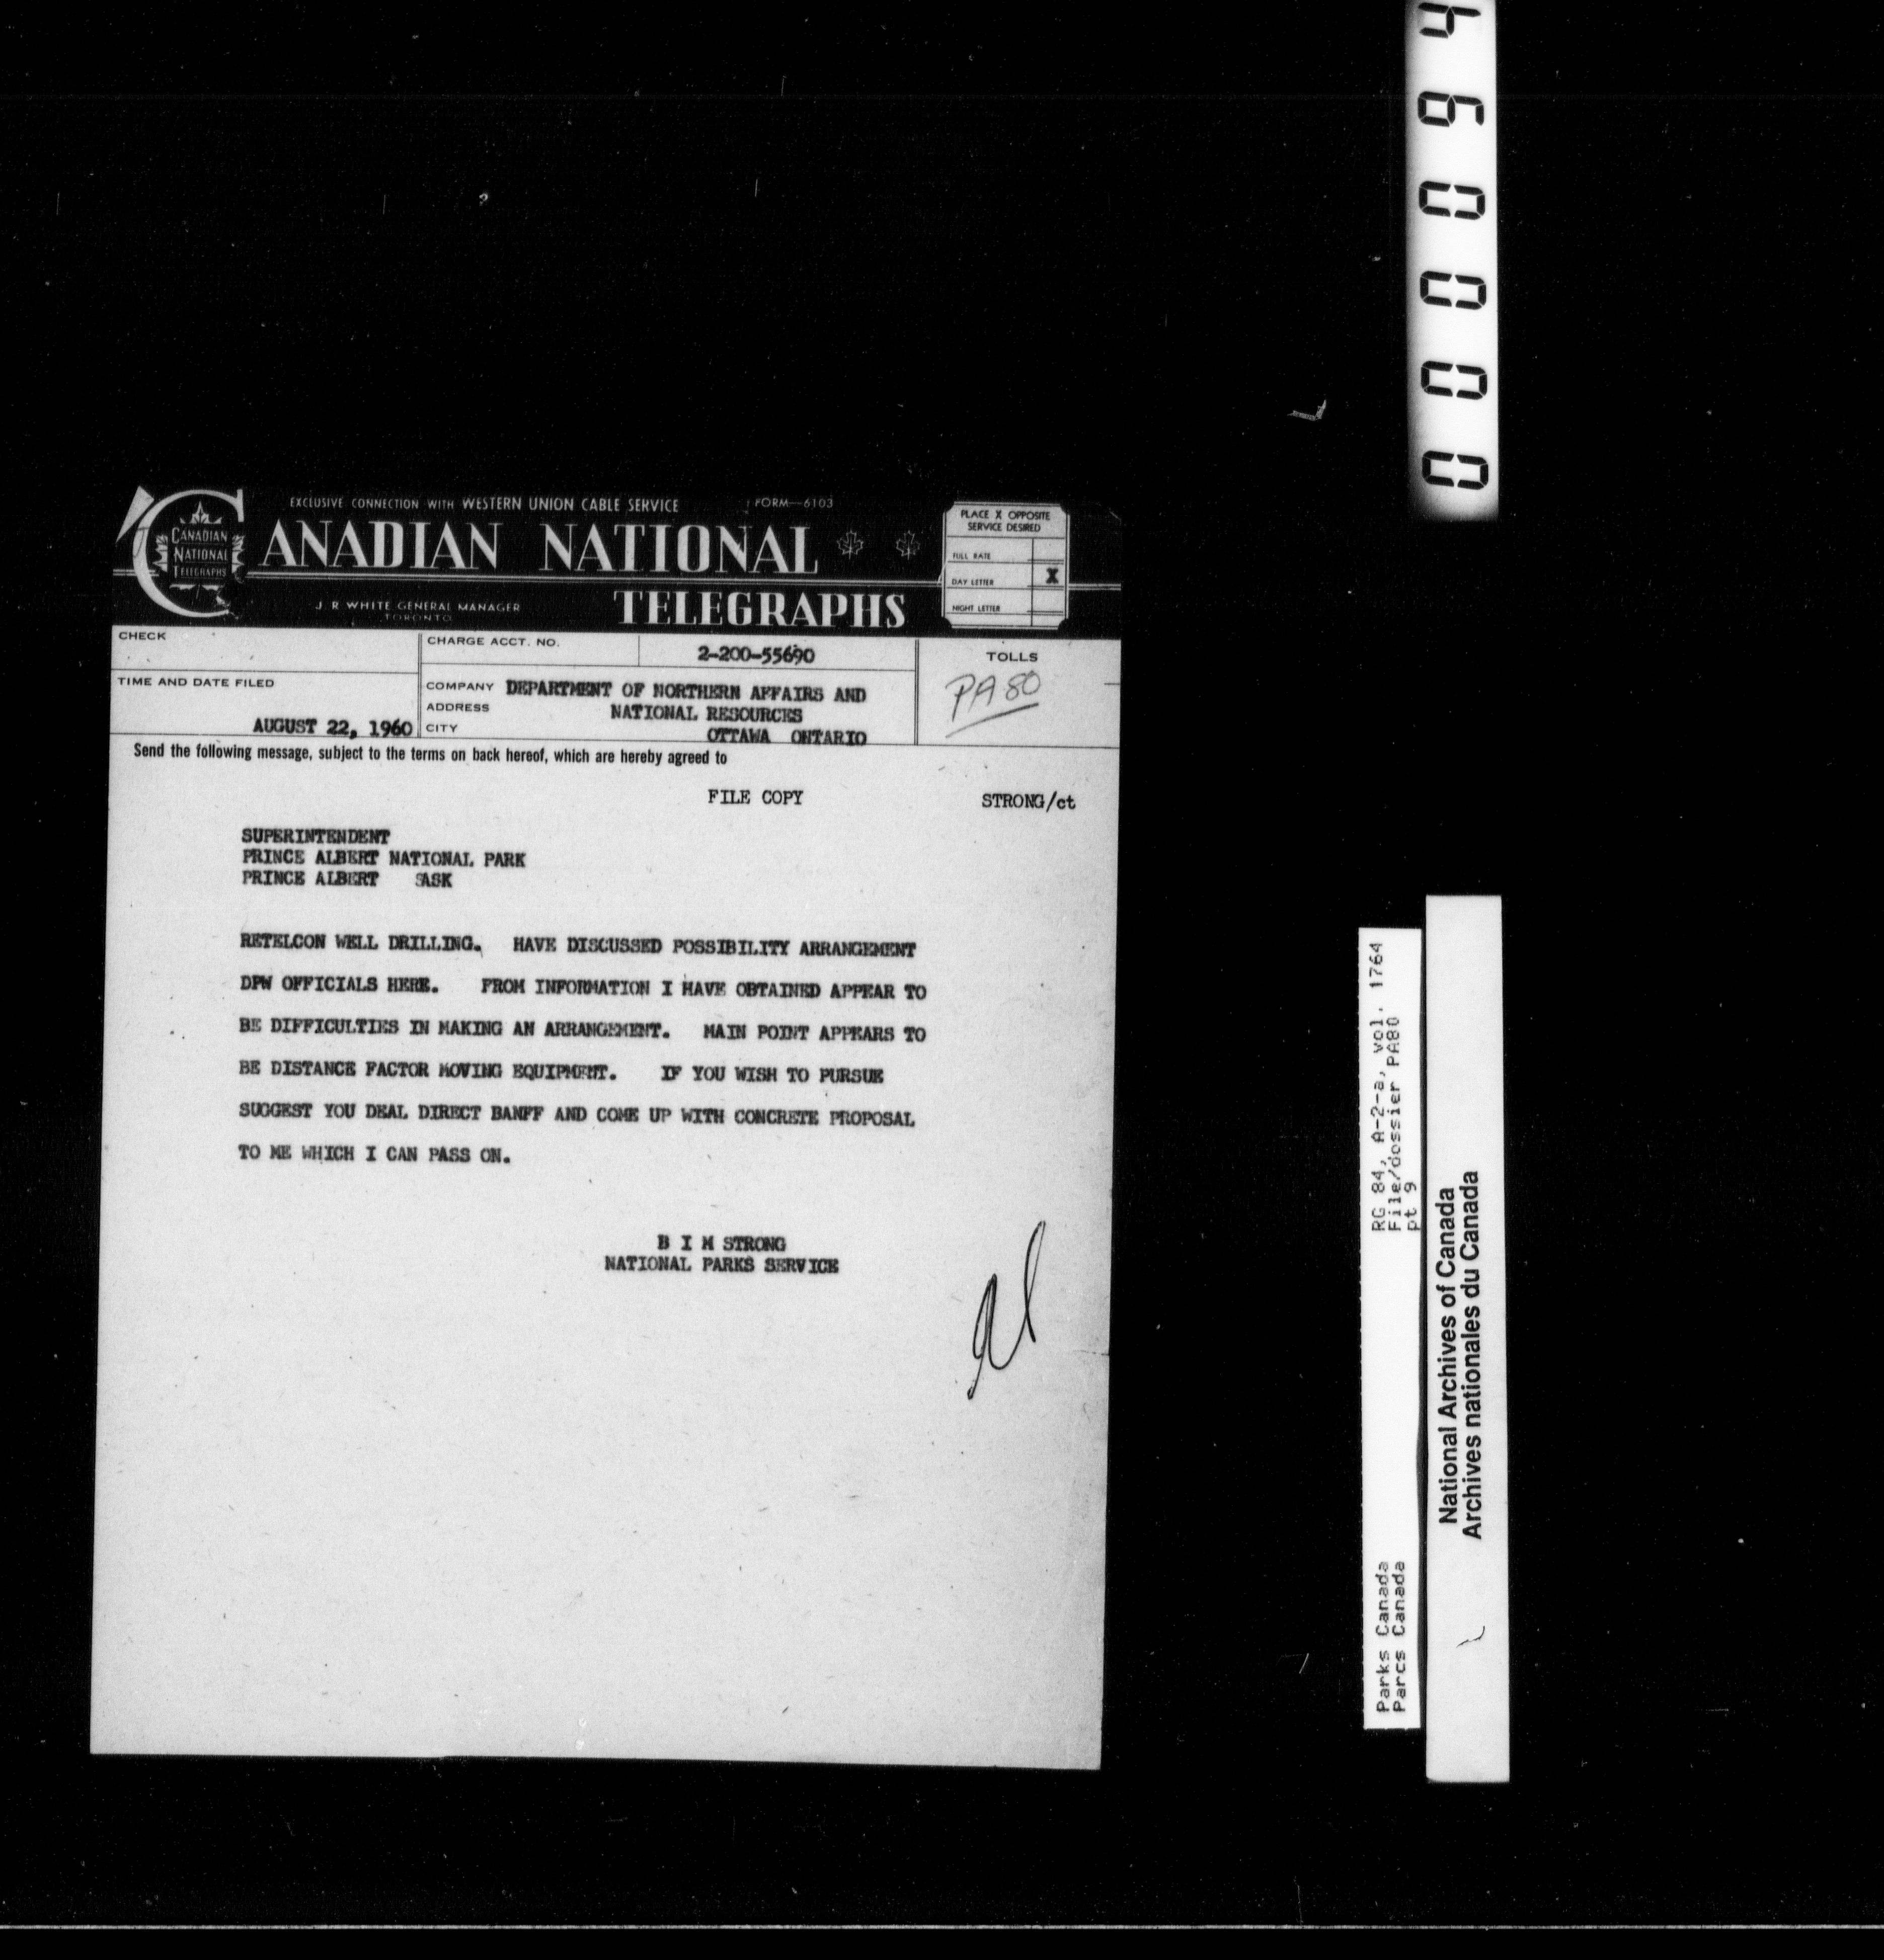 EXCLUSIVE CONNECTION WITH WESTERN UNION CABLE SERVICE
FORM—6103
CANADIAN NATIONAL
TELEGRAPHS
CANADIAN
NATIONAL
TELEGRAPHS
J. R WHITE GENERAL MANAGER
TORONTO
PLACE X OPPOSITE
SERVICE DESIRED
FULL RATE
DAY LETTER X
NIGHT LETTER
CHECK
CHARGE ACCT. NO. 2-200-55690
TOLLS
PA 80
TIME AND DATE FILED
AUGUST 22, 1960
COMPANY DEPARTMENT OF NORTHERN AFFAIRS AND
ADDRESS NATIONAL RESOURCES
CITY OTTAWA ONTARIO
Send the following message, subject to the terms on back hereof, which are hereby agreed to
FILE COPY STRONG/ct
SUPERINTENDENT
PRINCE ALBERT NATIONAL PARK
PRINCE ALBERT SASK
RETELCON WELL DRILLING. HAVE DISCUSSED POSSIBILITY ARRANGEMENT
DPW OFFICIALS HERE. FROM INFORMATION I HAVE OBTAINED APPEAR TO
BE DIFFICULTIES IN MAKING AN ARRANGEMENT. MAIN POINT APPEARS TO
BE DISTANCE FACTOR MOVING EQUIPMENT. IF YOU WISH TO PURSUE
SUGGEST YOU DEAL DIRECT BANFF AND COME UP WITH CONCRETE PROPOSAL
TO ME WHICH I CAN PASS ON.
B I M STRONG
NATIONAL PARKS SERVICE
Parks Canada RG 84, A-2-a, vol. 1764
Parcs Canada File/dossier PA80
pt 9
National Archives of Canada
Archives nationales du Canada